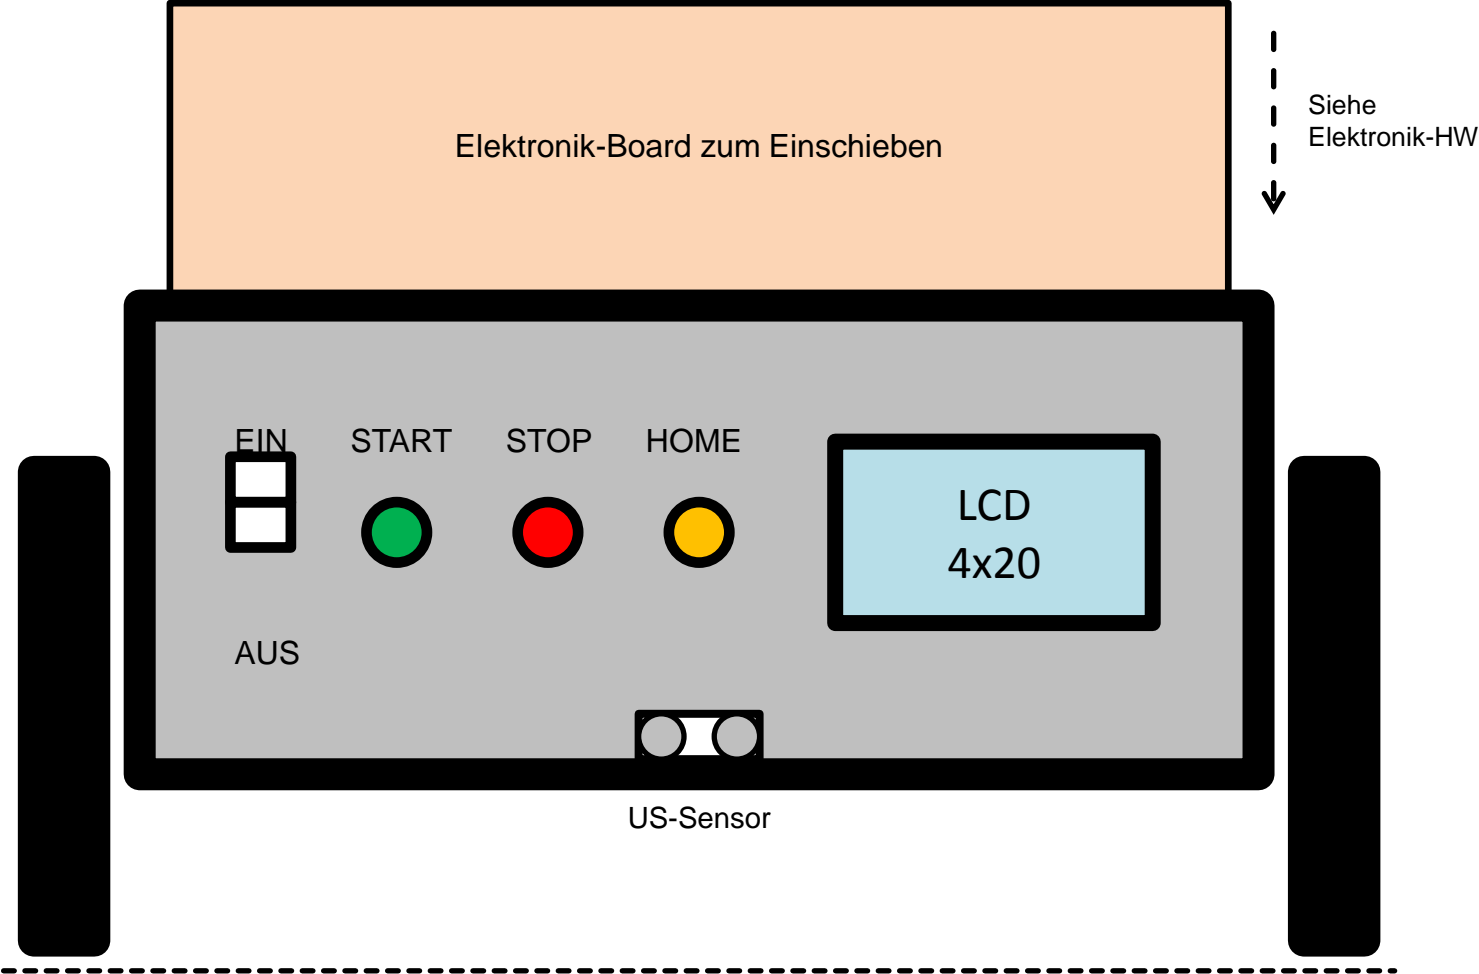 Siehe
Elektronik-HW
Elektronik-Board zum Einschieben
EIN START STOP HOME
LCD
4x20
AUS
US-Sensor